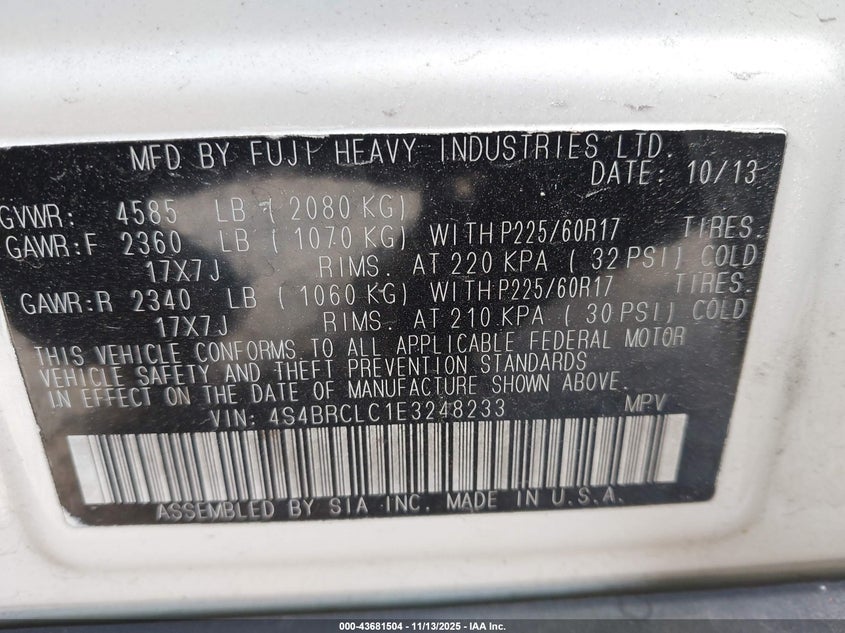 MFD BY FUJI HEAVY INDUSTRIES LTD.
DATE: 10/13
GVWR: 4585 LB ( 2080 KG)
GAWR:F 2360 LB ( 1070 KG) WITH P225/60R17 TIRES.
17X7J RIMS. AT 220 KPA ( 32 PSI) COLD
GAWR:R 2340 LB ( 1060 KG) WITH P225/60R17 TIRES.
17X7J RIMS. AT 210 KPA ( 30 PSI) COLD
THIS VEHICLE CONFORMS TO ALL APPLICABLE FEDERAL MOTOR
VEHICLE SAFETY AND THEFT PREVENTION STANDARDS
IN EFFECT ON THE DATE OF MANUFACTURE SHOWN ABOVE.
VIN: 4S4BRCLC1E3248233 MPV
ASSEMBLED BY SIA INC. MADE IN U.S.A.
000-43681504 | 11/13/2025 - IAA Inc.